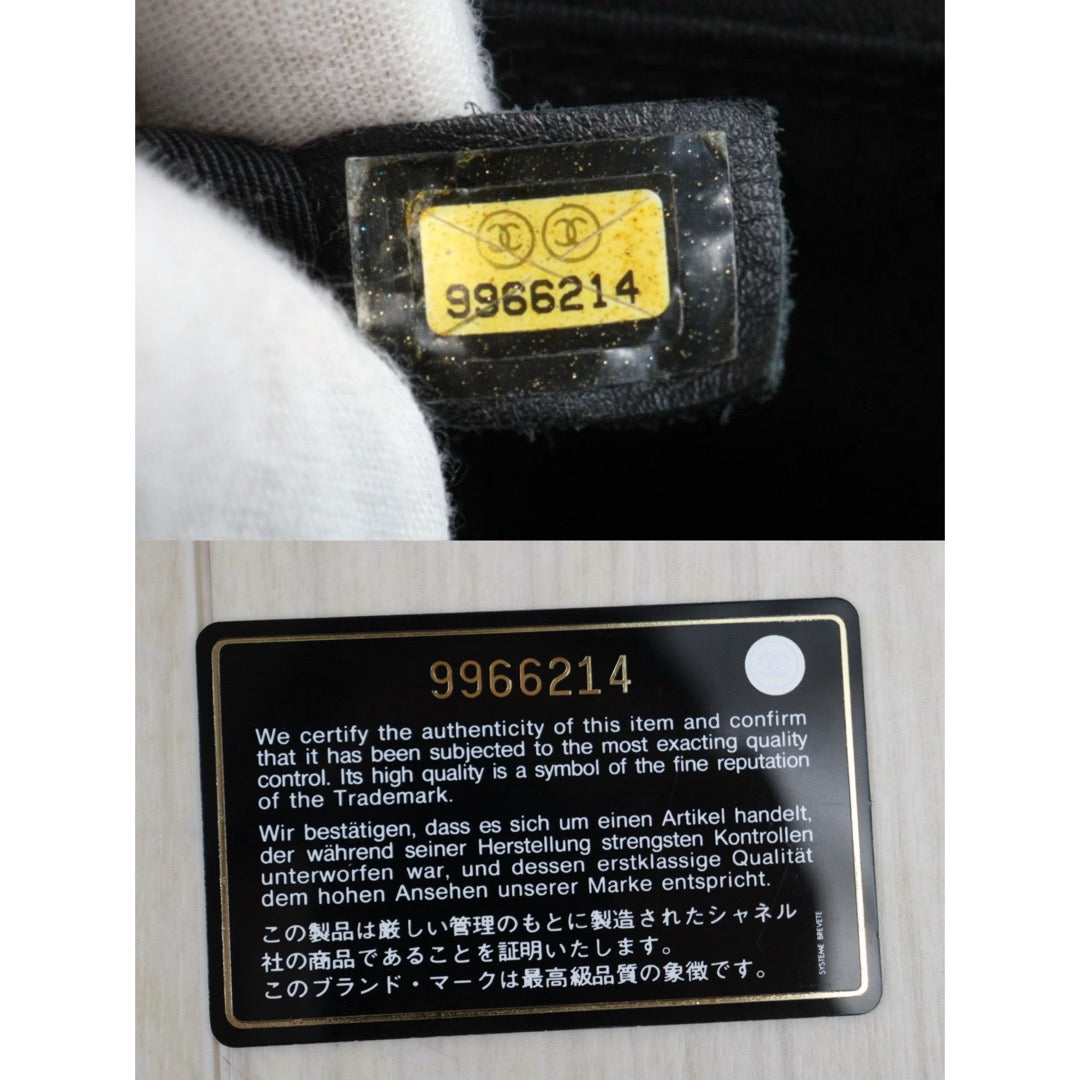 9966214
9966214
We certify the authenticity of this item and confirm
that it has been subjected to the most exacting quality
control. Its high quality is a symbol of the fine reputation
of the Trademark.
Wir bestätigen, dass es sich um einen Artikel handelt,
der während seiner Herstellung strengsten Kontrollen
unterworfen war, und dessen erstklassige Qualität
dem hohen Ansehen unserer Marke entspricht.
この製品は厳しい管理のもとに製造されたシャネル
社の商品であることを証明いたします。
このブランド・マークは最高級品質の象徴です。
SYSTEME BREVETE